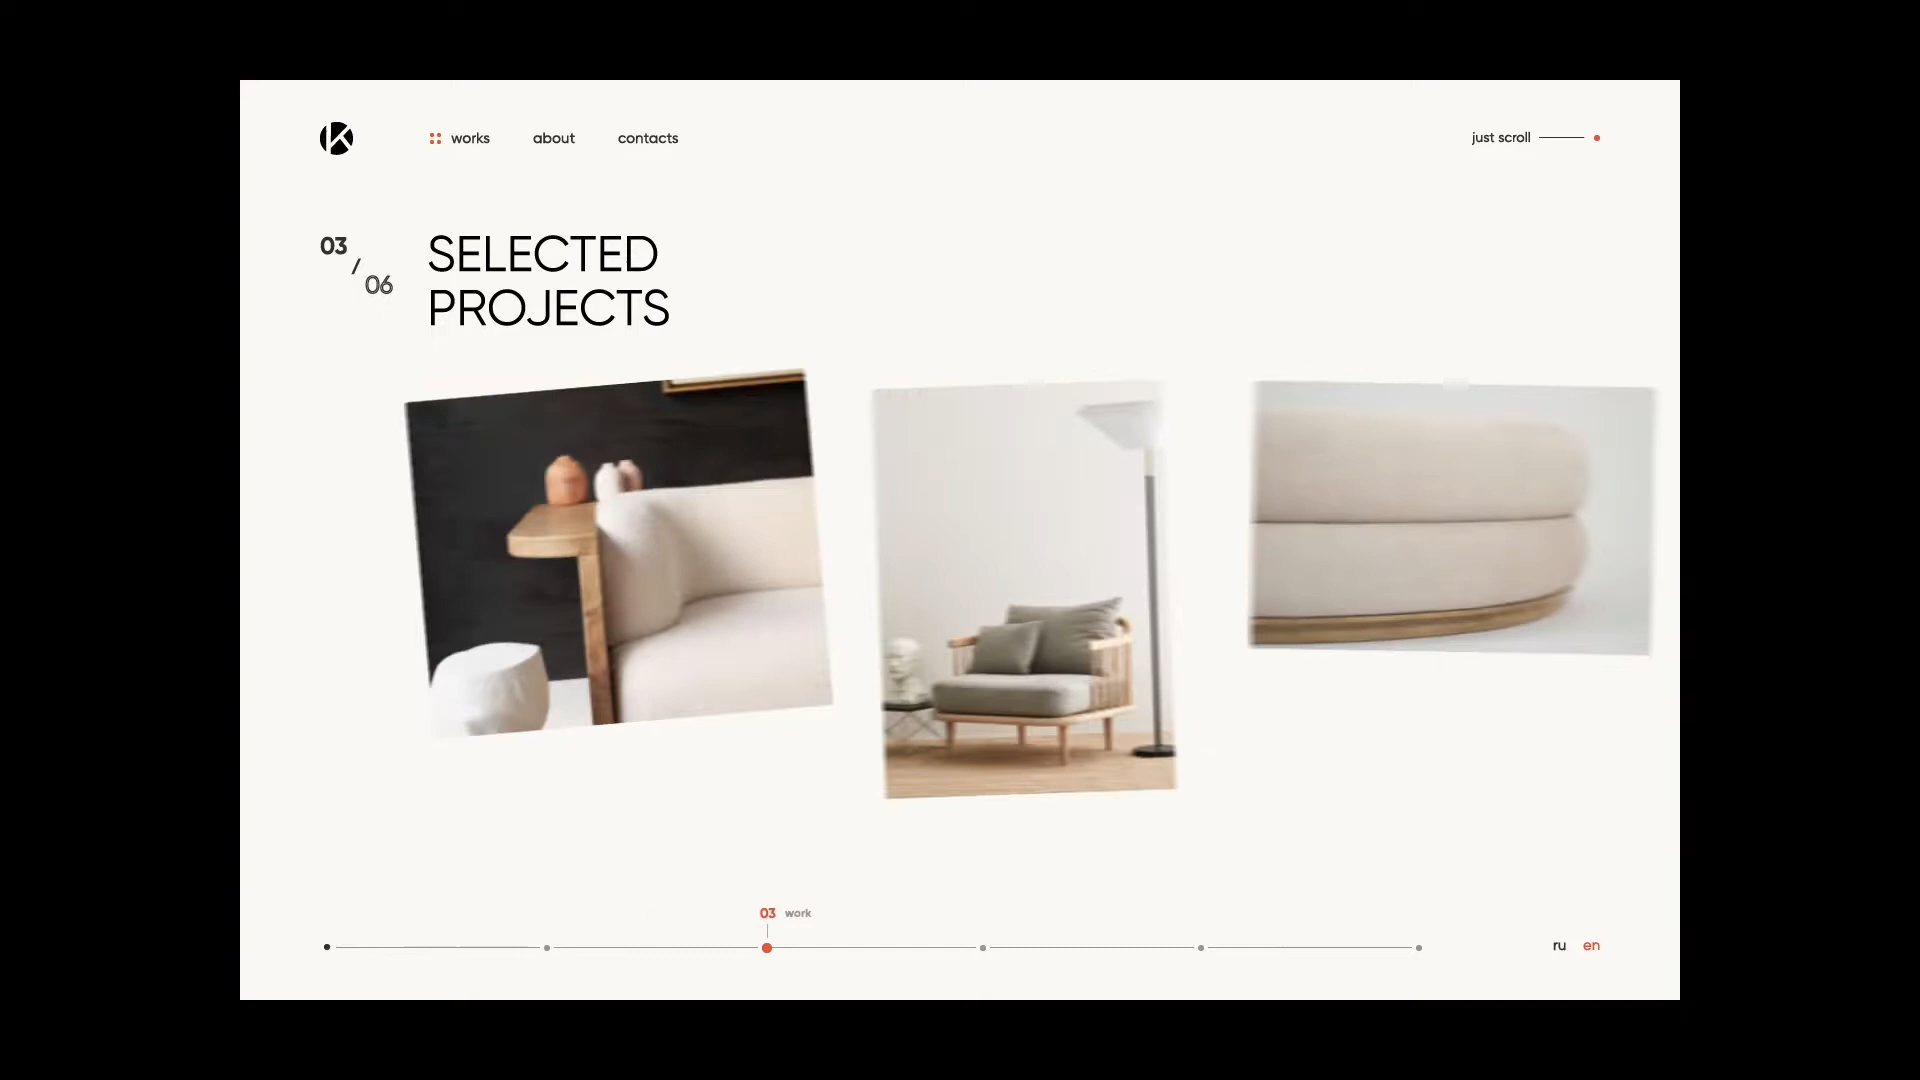 works
about
contacts
just scroll
03
/
06
SELECTED
PROJECTS
03 work
ru en